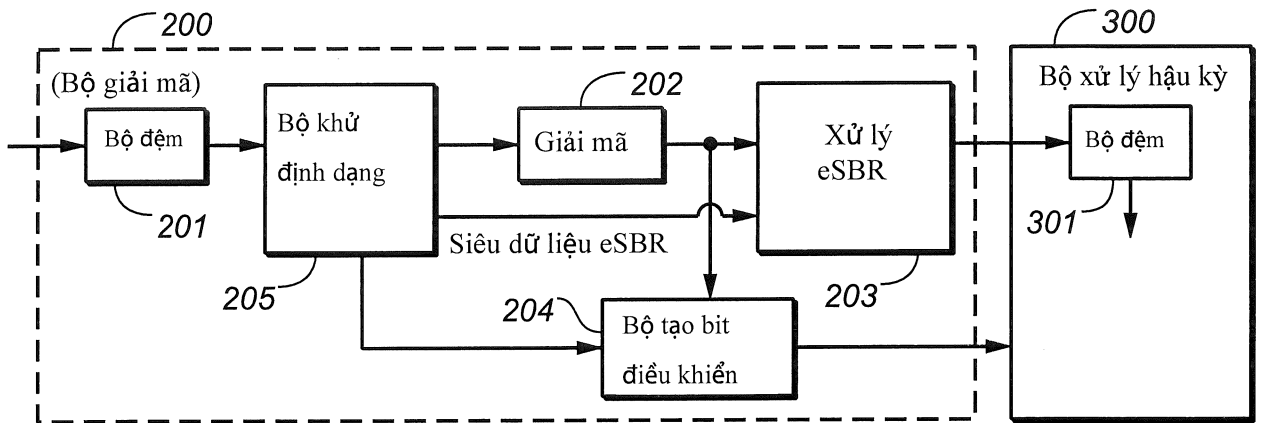 200
300
(Bộ giải mã)
Bộ đệm
201
Bộ khử
định dạng
205
202
Giải mã
Siêu dữ liệu eSBR
Xử lý
eSBR
203
204
Bộ tạo bit
điều khiển
Bộ xử lý hậu kỳ
Bộ đệm
301